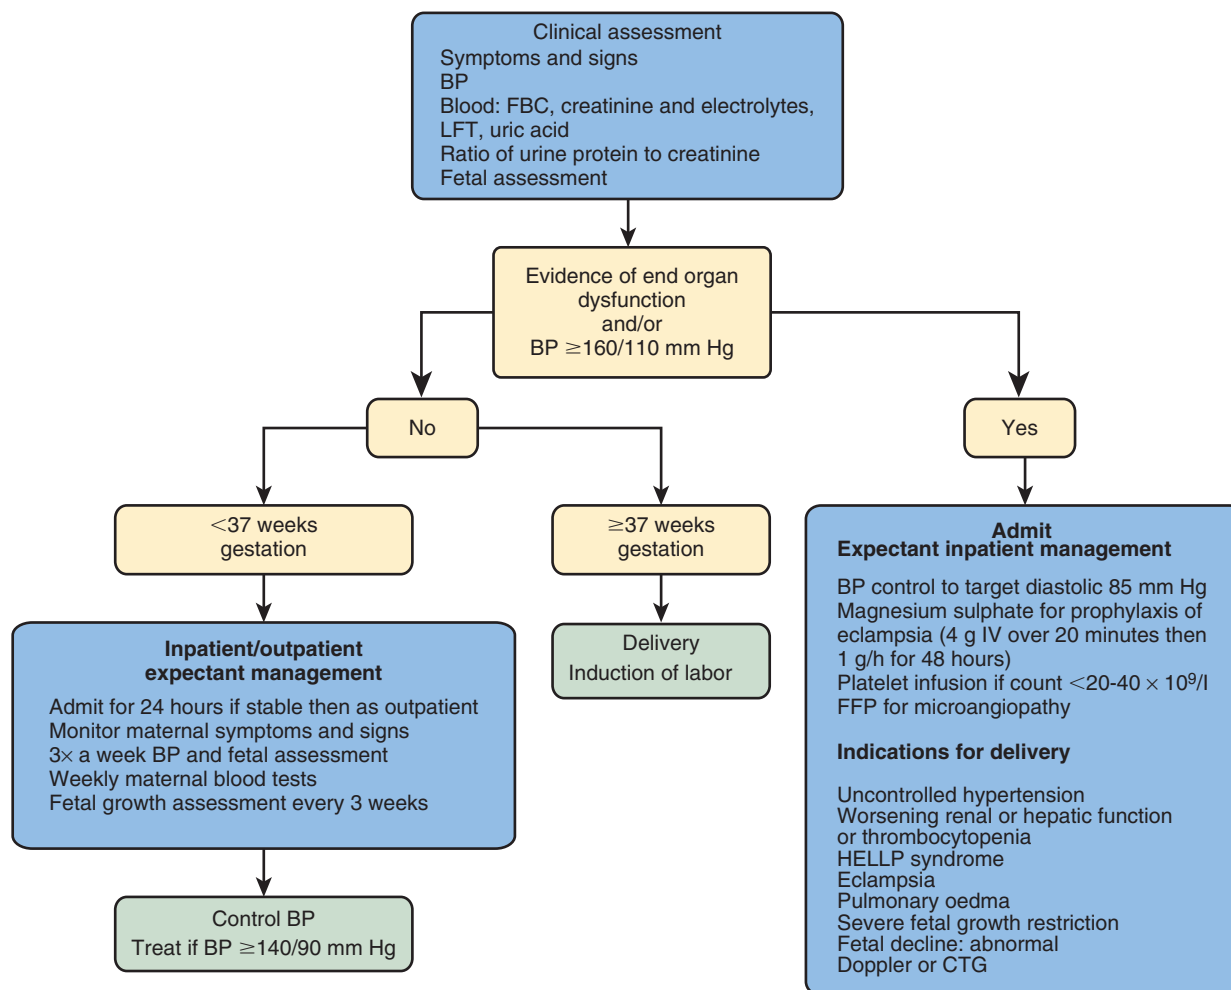 Clinical assessment
Symptoms and signs
BP
Blood: FBC, creatinine and electrolytes,
LFT, uric acid
Ratio of urine protein to creatinine
Fetal assessment
Evidence of end organ
dysfunction
and/or
BP ≥160/110 mm Hg
No
Yes
<37 weeks
gestation
≥37 weeks
gestation
Inpatient/outpatient
expectant management
Admit for 24 hours if stable then as outpatient
Monitor maternal symptoms and signs
3× a week BP and fetal assessment
Weekly maternal blood tests
Fetal growth assessment every 3 weeks
Control BP
Treat if BP ≥140/90 mm Hg
Delivery
Induction of labor
Admit
Expectant inpatient management
BP control to target diastolic 85 mm Hg
Magnesium sulphate for prophylaxis of
eclampsia (4 g IV over 20 minutes then
1 g/h for 48 hours)
Platelet infusion if count <20-40 × 10⁹/l
FFP for microangiopathy
Indications for delivery
Uncontrolled hypertension
Worsening renal or hepatic function
or thrombocytopenia
HELLP syndrome
Eclampsia
Pulmonary oedma
Severe fetal growth restriction
Fetal decline: abnormal
Doppler or CTG